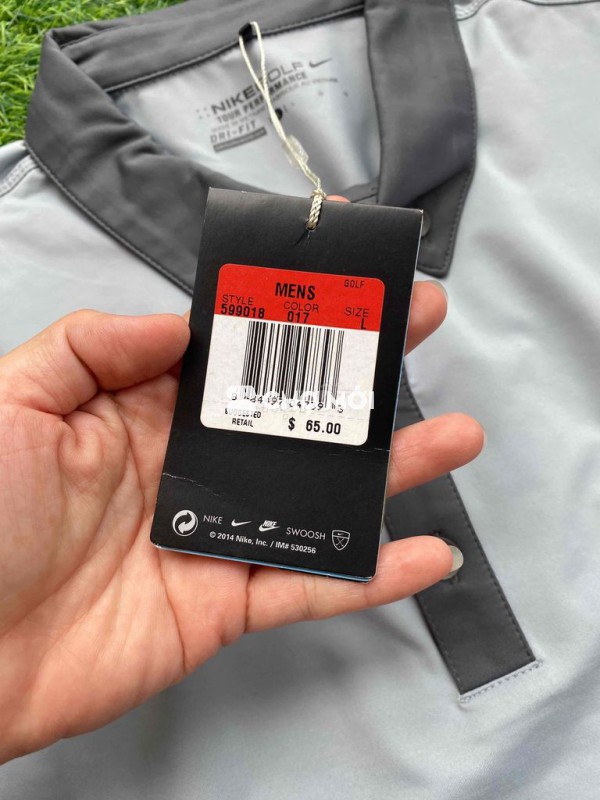 NIKE GOLF
TOUR PERFORMANCE
DRI-FIT
MENS
GOLF
STYLE
COLOR
SIZE
599018
017
L
RETAIL
$ 65.00
NIKE
SWOOSH
© 2014 Nike, Inc. / IM# 530256